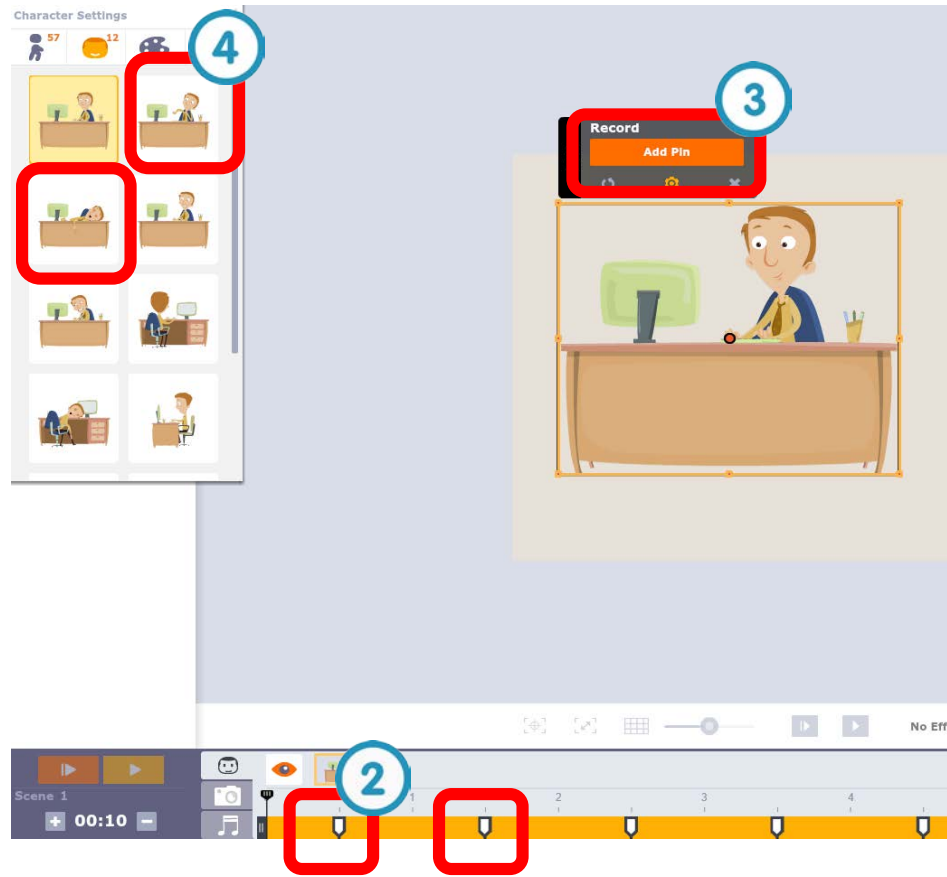 Character Settings
57
12
4
3
Record
Add Pin
No Eff
2
Scene 1
00:10
1
2
3
4